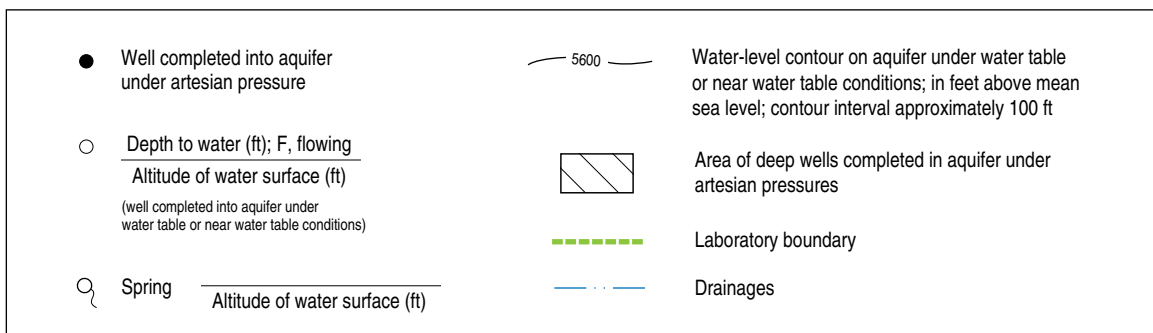 Well completed into aquifer
under artesian pressure
Depth to water (ft); F, flowing
Altitude of water surface (ft)
(well completed into aquifer under
water table or near water table conditions)
Spring
Altitude of water surface (ft)
5600
Water-level contour on aquifer under water table
or near water table conditions; in feet above mean
sea level; contour interval approximately 100 ft
Area of deep wells completed in aquifer under
artesian pressures
Laboratory boundary
Drainages